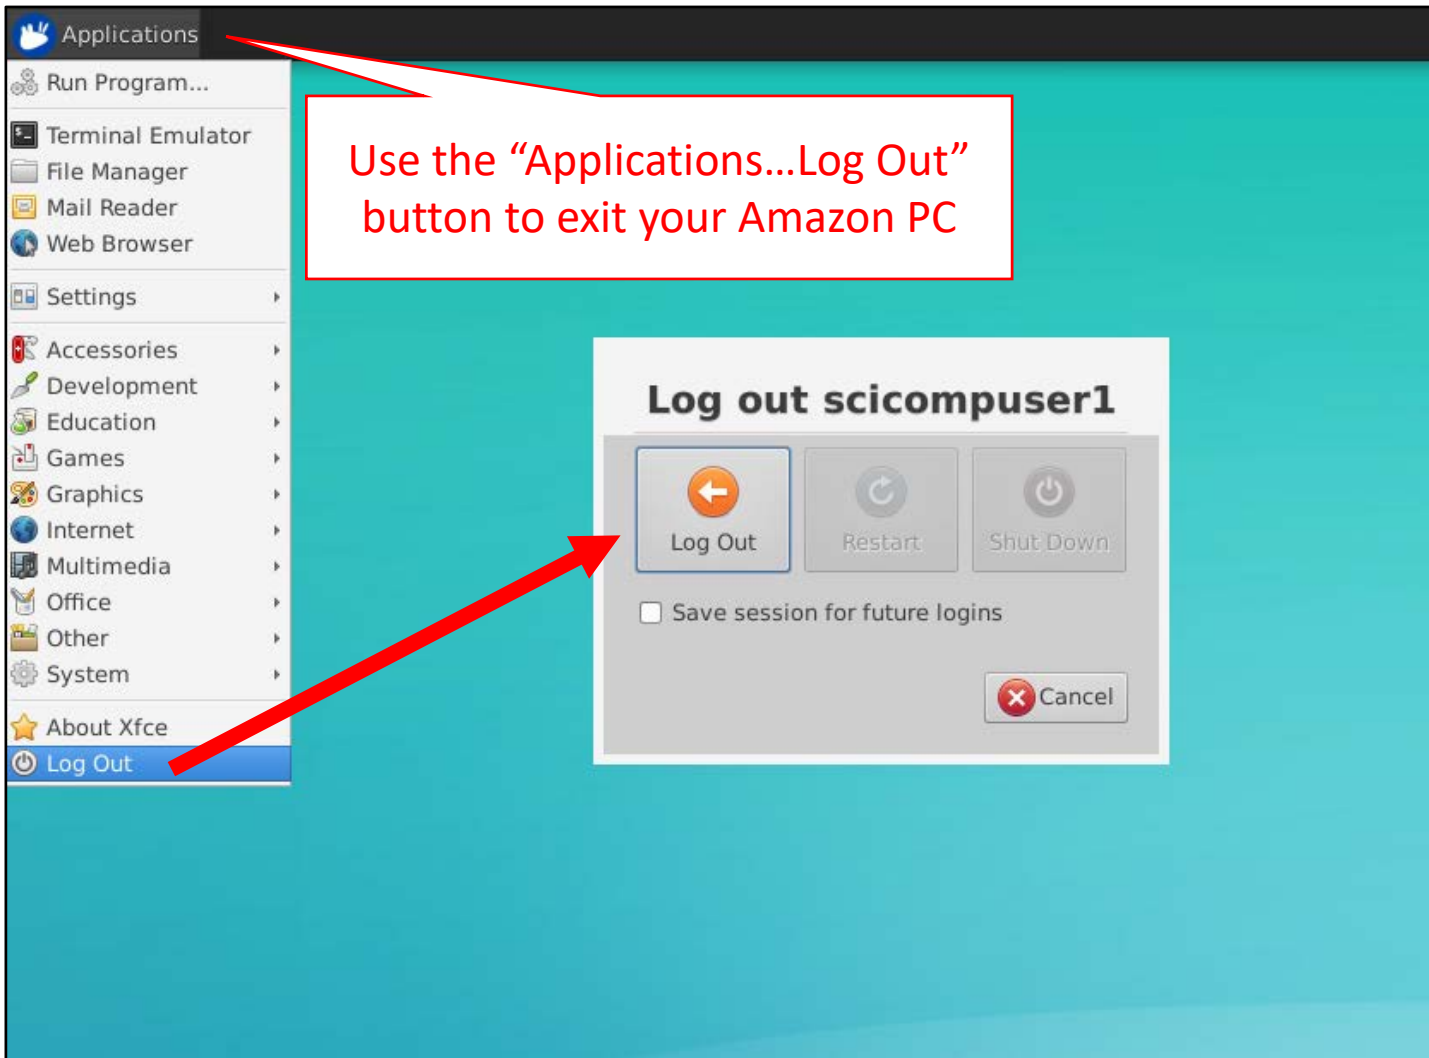 Applications
Run Program...
Terminal Emulator
File Manager
Mail Reader
Web Browser
Settings
Accessories
Development
Education
Games
Graphics
Internet
Multimedia
Office
Other
System
About Xfce
Log Out
Use the “Applications…Log Out”
button to exit your Amazon PC
Log out scicompuser1
Log Out Restart Shut Down
Save session for future logins
Cancel